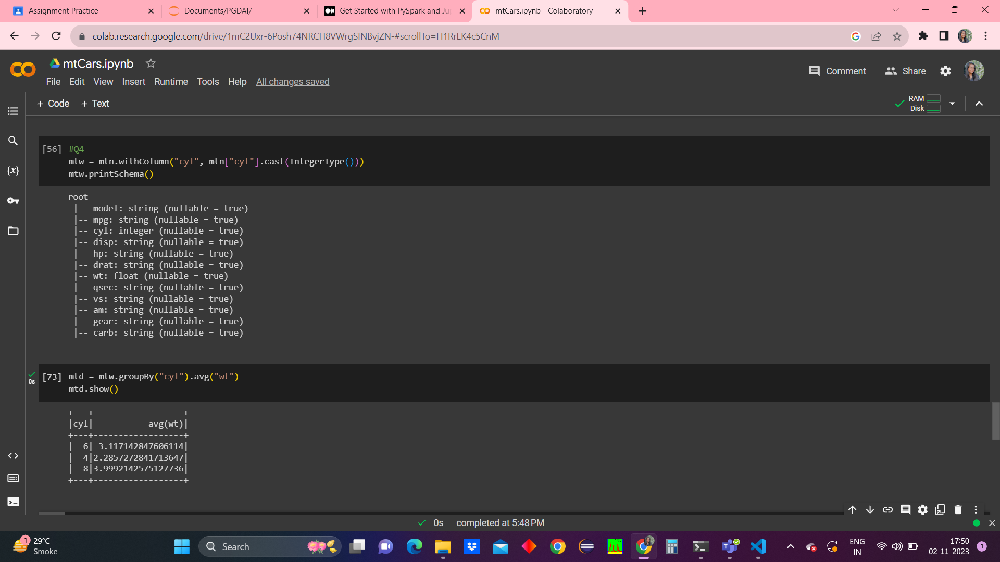 Assignment Practice
Documents/PGDAI/
Get Started with PySpark and Ju
mtCars.ipynb - Colaboratory
colab.research.google.com/drive/1mC2Uxr-6Posh74NRCH8VWrgSINBvjZN-#scrollTo=H1RrEK4c5CnM
mtCars.ipynb
Comment
Share
File Edit View Insert Runtime Tools Help All changes saved
+ Code + Text
RAM
Disk
[56] #Q4
mtw = mtn.withColumn("cyl", mtn["cyl"].cast(IntegerType()))
mtw.printSchema()
root
|-- model: string (nullable = true)
|-- mpg: string (nullable = true)
|-- cyl: integer (nullable = true)
|-- disp: string (nullable = true)
|-- hp: string (nullable = true)
|-- drat: string (nullable = true)
|-- wt: float (nullable = true)
|-- qsec: string (nullable = true)
|-- vs: string (nullable = true)
|-- am: string (nullable = true)
|-- gear: string (nullable = true)
|-- carb: string (nullable = true)
[73] mtd = mtw.groupBy("cyl").avg("wt")
0s
mtd.show()
+---+------------------+
|cyl|           avg(wt)|
+---+------------------+
|  6| 3.117142847606114|
|  4|2.2857272841713647|
|  8|3.9992142575127736|
+---+------------------+
0s completed at 5:48 PM
1
29°C
Smoke
Search
ENG
IN
17:50
02-11-2023
1